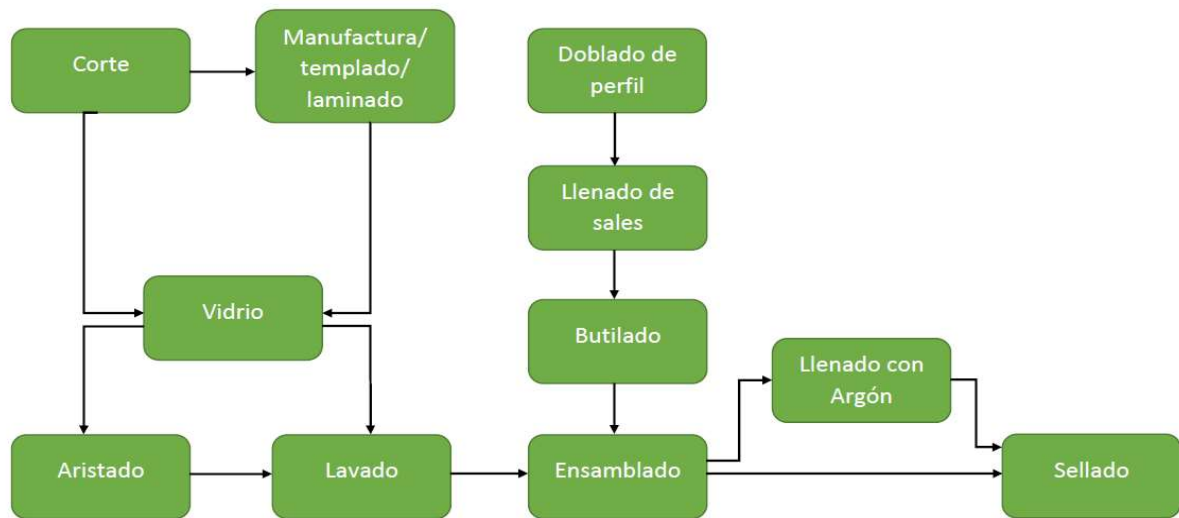 Corte
Manufactura/
templado/
laminado
Doblado de
perfil
Llenado de
sales
Vidrio
Butilado
Llenado con
Argón
Aristado
Lavado
Ensamblado
Sellado